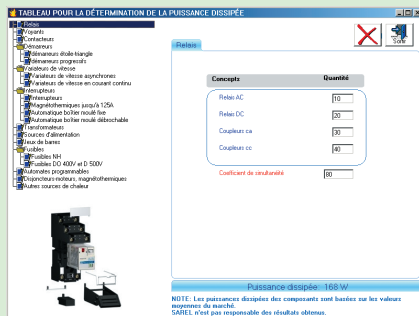 TABLEAU POUR LA DÉTERMINATION DE LA PUISSANCE DISSIPÉE
Relais
Voyants
Contacteurs
Démarreurs
démarreurs étoile-triangle
démarreurs progressifs
Variateurs de vitesse
Variateurs de vitesse asynchrones
Variateurs de vitesse en courant continu
Interrupteurs
Interrupteurs
Magnétothermiques jusqu'à 125A
Automatique boîtier moulé fixe
Automatique boîtier moulé débrochable
Transformateurs
Sources d'alimentation
Jeux de barres
Fusibles
Fusibles NH
Fusibles DO 400V et D 500V
Automates programmables
Disjoncteurs-moteurs, magnétothermiques
Autres sources de chaleur
Sortir
Relais
Concepts Quantité
Relais AC 10
Relais DC 20
Coupleurs ca 30
Coupleurs cc 40
Coefficient de simultanéité 80
Puissance dissipée 168 W
NOTE: Les puissances dissipées des composants sont basées sur les valeurs
moyennes du marché.
SAREL n'est pas responsable des résultats obtenus.